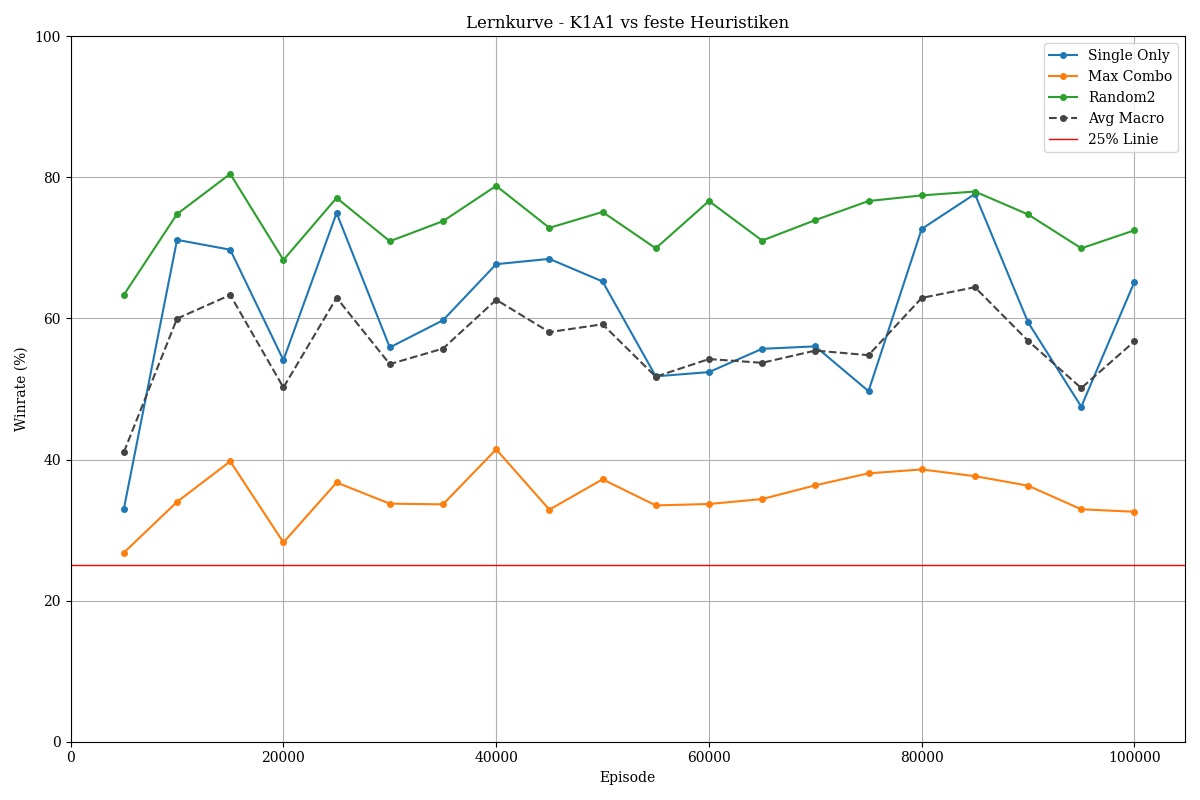 Lernkurve - K1A1 vs feste Heuristiken
Winrate (%)
100
80
60
40
20
0
Single Only
Max Combo
Random2
Avg Macro
25% Linie
0 20000 40000 60000 80000 100000
Episode